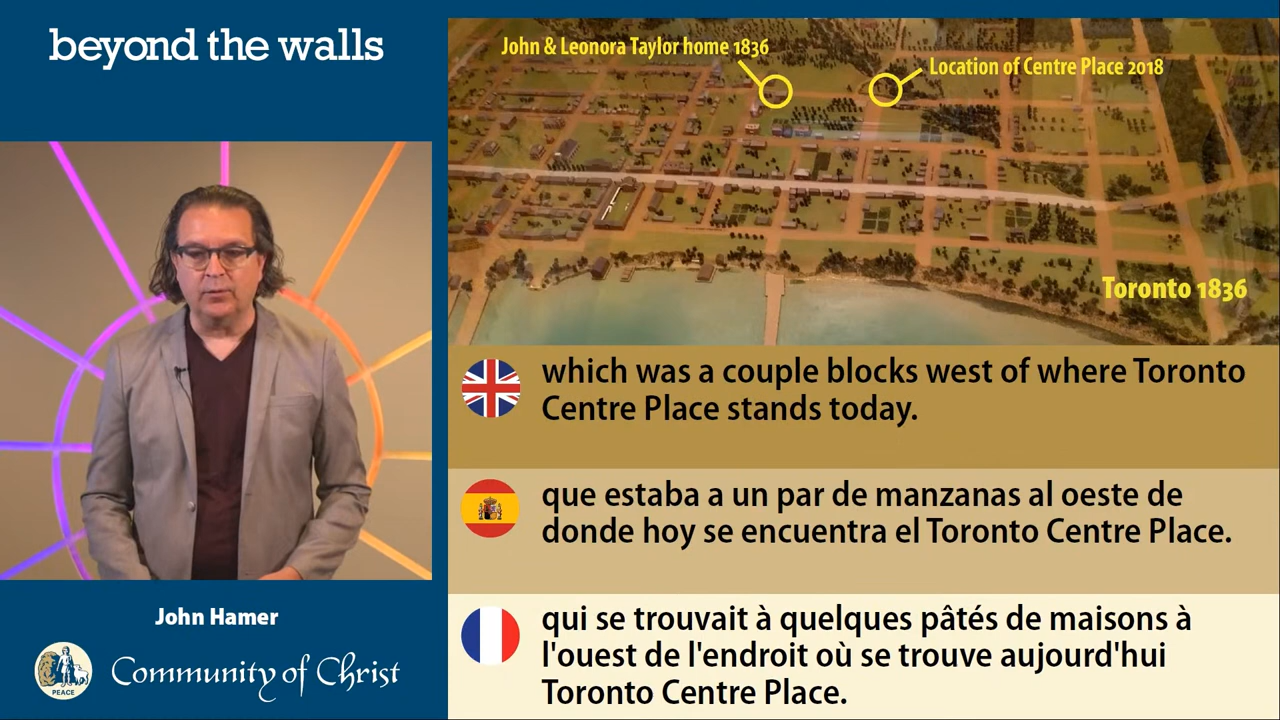 beyond the walls
John & Leonora Taylor home 1836
Location of Centre Place 2018
Toronto 1836
which was a couple blocks west of where Toronto
Centre Place stands today.
que estaba a un par de manzanas al oeste de
donde hoy se encuentra el Toronto Centre Place.
qui se trouvait à quelques pâtés de maisons à
l'ouest de l'endroit où se trouve aujourd'hui
Toronto Centre Place.
John Hamer
PEACE
Community of Christ